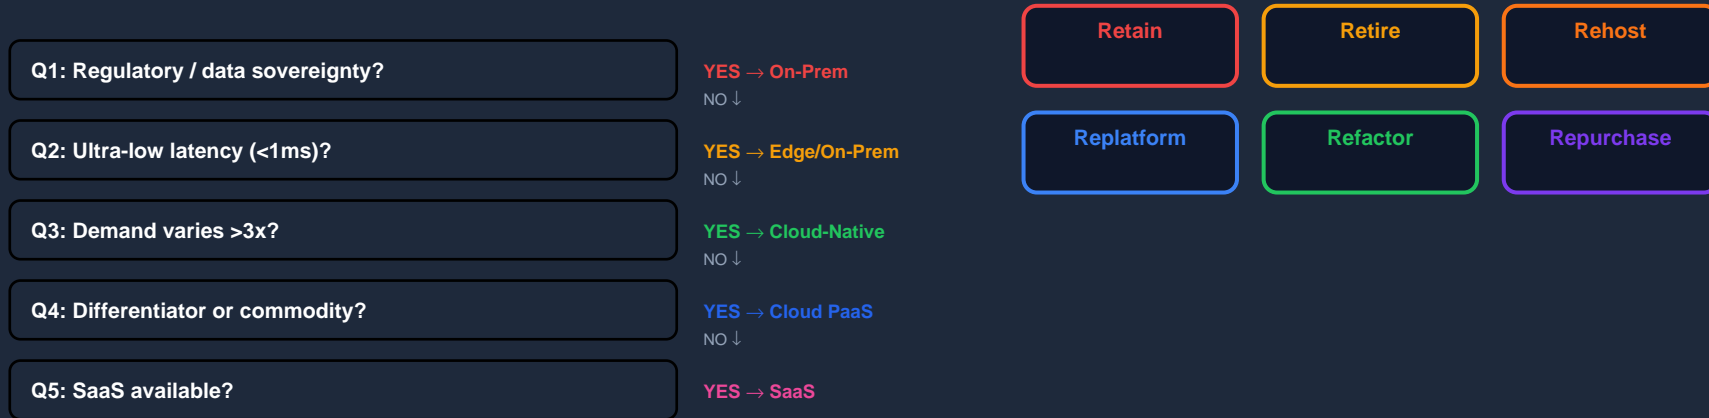 Q1: Regulatory / data sovereignty?
YES → On-Prem
NO ↓
Q2: Ultra-low latency (<1ms)?
YES → Edge/On-Prem
NO ↓
Q3: Demand varies >3x?
YES → Cloud-Native
NO ↓
Q4: Differentiator or commodity?
YES → Cloud PaaS
NO ↓
Q5: SaaS available?
YES → SaaS
Retain
Retire
Rehost
Replatform
Refactor
Repurchase